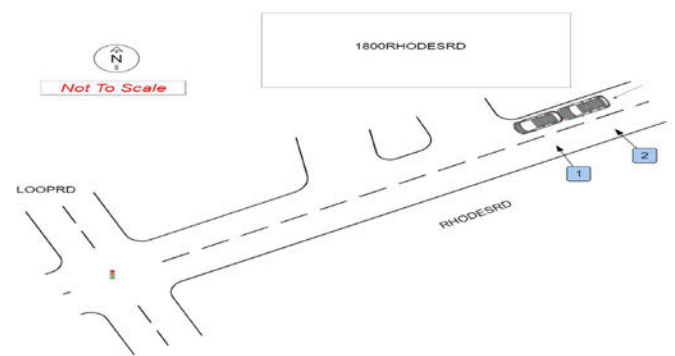 1800RHODESRD
N
Not To Scale
2
1
LOOPRD
RHODESRD